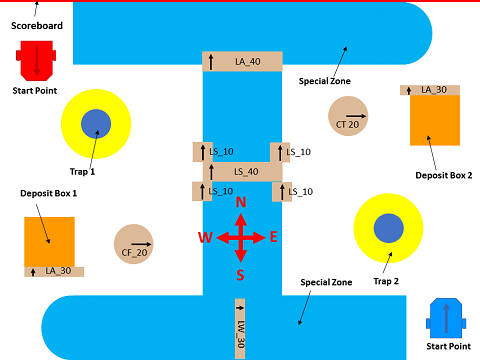 Scoreboard
Start Point
LA_40
Special Zone
LA_30
CT 20
Trap 1
LS_10
LS_10
LS_40
LS_10
LS_10
Deposit Box 2
Deposit Box 1
N
W
E
S
CF_20
LA_30
Trap 2
Special Zone
LW_30
Start Point